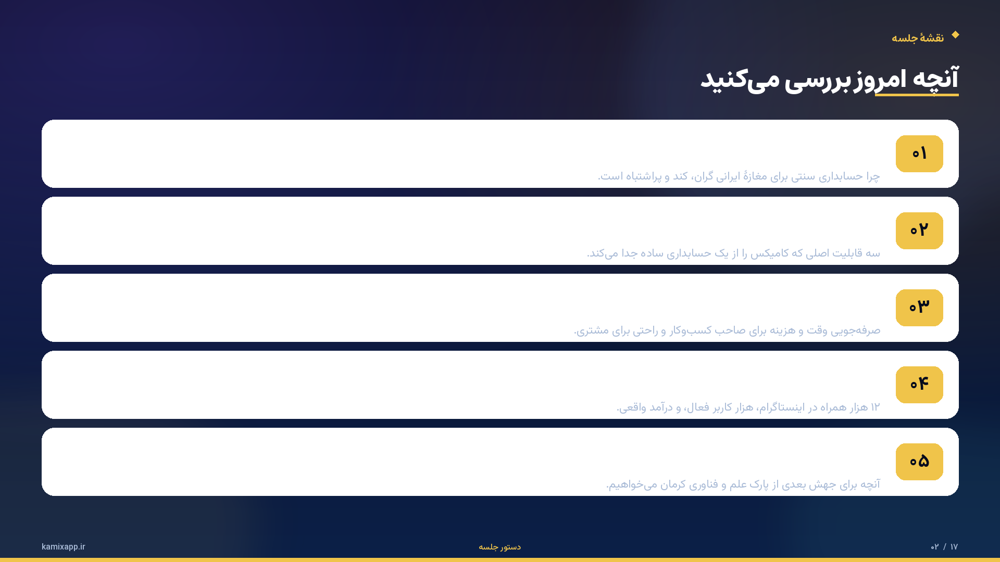 نقشهٔ جلسه
آنچه امروز بررسی می‌کنید
۰۱
چرا حسابداری سنتی برای مغازهٔ ایرانی گران، کند و پراشتباه است.
۰۲
سه قابلیت اصلی که کامیکس را از یک حسابداری ساده جدا می‌کند.
۰۳
صرفه‌جویی وقت و هزینه برای صاحب کسب‌وکار و راحتی برای مشتری.
۰۴
۱۲ هزار همراه در اینستاگرام، هزار کاربر فعال، و درآمد واقعی.
۰۵
آنچه برای جهش بعدی از پارک علم و فناوری کرمان می‌خواهیم.
۰۲ / ۱۷
دستور جلسه
kamixapp.ir